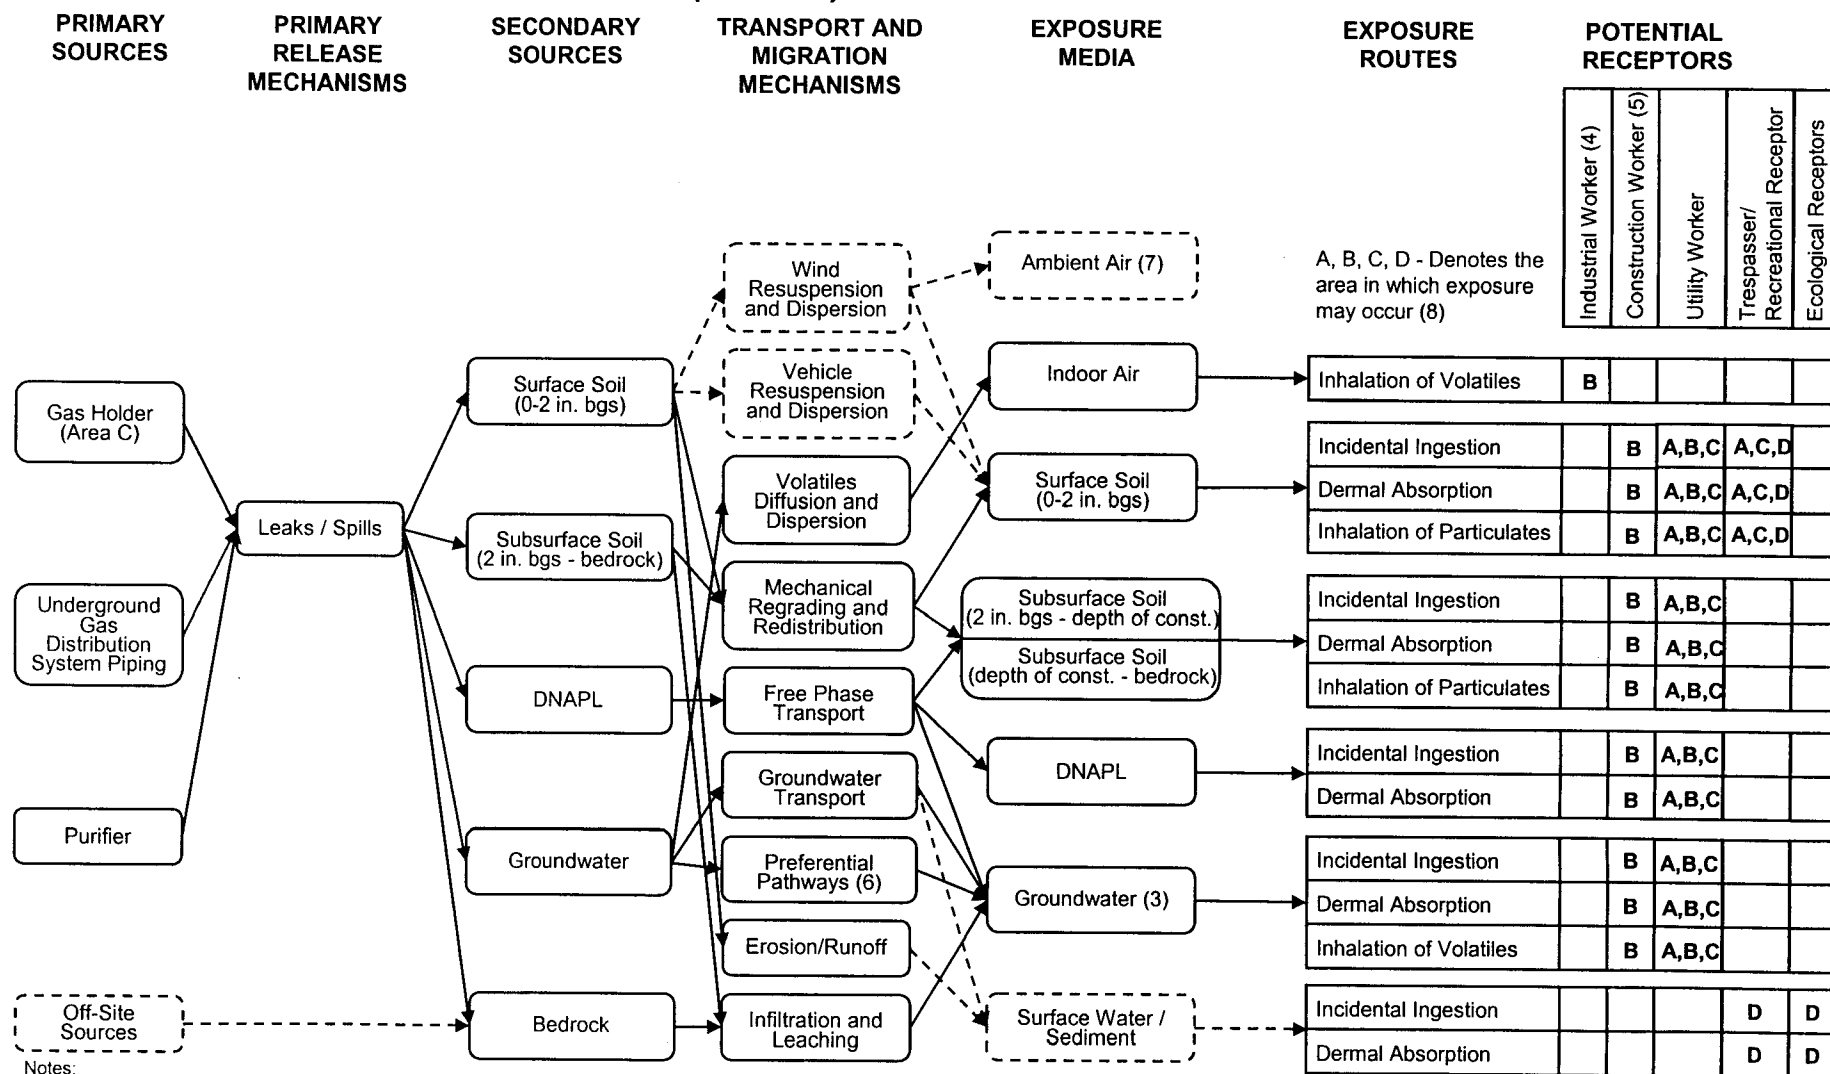 PRIMARY
SOURCES
PRIMARY
RELEASE
MECHANISMS
SECONDARY
SOURCES
TRANSPORT AND
MIGRATION
MECHANISMS
EXPOSURE
MEDIA
EXPOSURE
ROUTES
POTENTIAL
RECEPTORS
Industrial Worker (4)
Construction Worker (5)
Utility Worker
Trespasser/
Recreational Receptor
Ecological Receptors
A, B, C, D - Denotes the
area in which exposure
may occur (8)
Gas Holder
(Area C)
Underground
Gas
Distribution
System Piping
Purifier
Off-Site
Sources
Leaks / Spills
Surface Soil
(0-2 in. bgs)
Subsurface Soil
(2 in. bgs - bedrock)
DNAPL
Groundwater
Bedrock
Wind
Resuspension
and Dispersion
Vehicle
Resuspension
and Dispersion
Volatiles
Diffusion and
Dispersion
Mechanical
Regrading and
Redistribution
Free Phase
Transport
Groundwater
Transport
Preferential
Pathways (6)
Erosion/Runoff
Infiltration and
Leaching
Ambient Air (7)
Indoor Air
Surface Soil
(0-2 in. bgs)
Subsurface Soil
(2 in. bgs - depth of const.)
Subsurface Soil
(depth of const. - bedrock)
DNAPL
Groundwater (3)
Surface Water /
Sediment
Inhalation of Volatiles B
Incidental Ingestion B A,B,C A,C,D
Dermal Absorption B A,B,C A,C,D
Inhalation of Particulates B A,B,C A,C,D
Incidental Ingestion B A,B,C
Dermal Absorption B A,B,C
Inhalation of Particulates B A,B,C
Incidental Ingestion B A,B,C
Dermal Absorption B A,B,C
Incidental Ingestion B A,B,C
Dermal Absorption B A,B,C
Inhalation of Volatiles B A,B,C
Incidental Ingestion D D
Dermal Absorption D D
Notes: